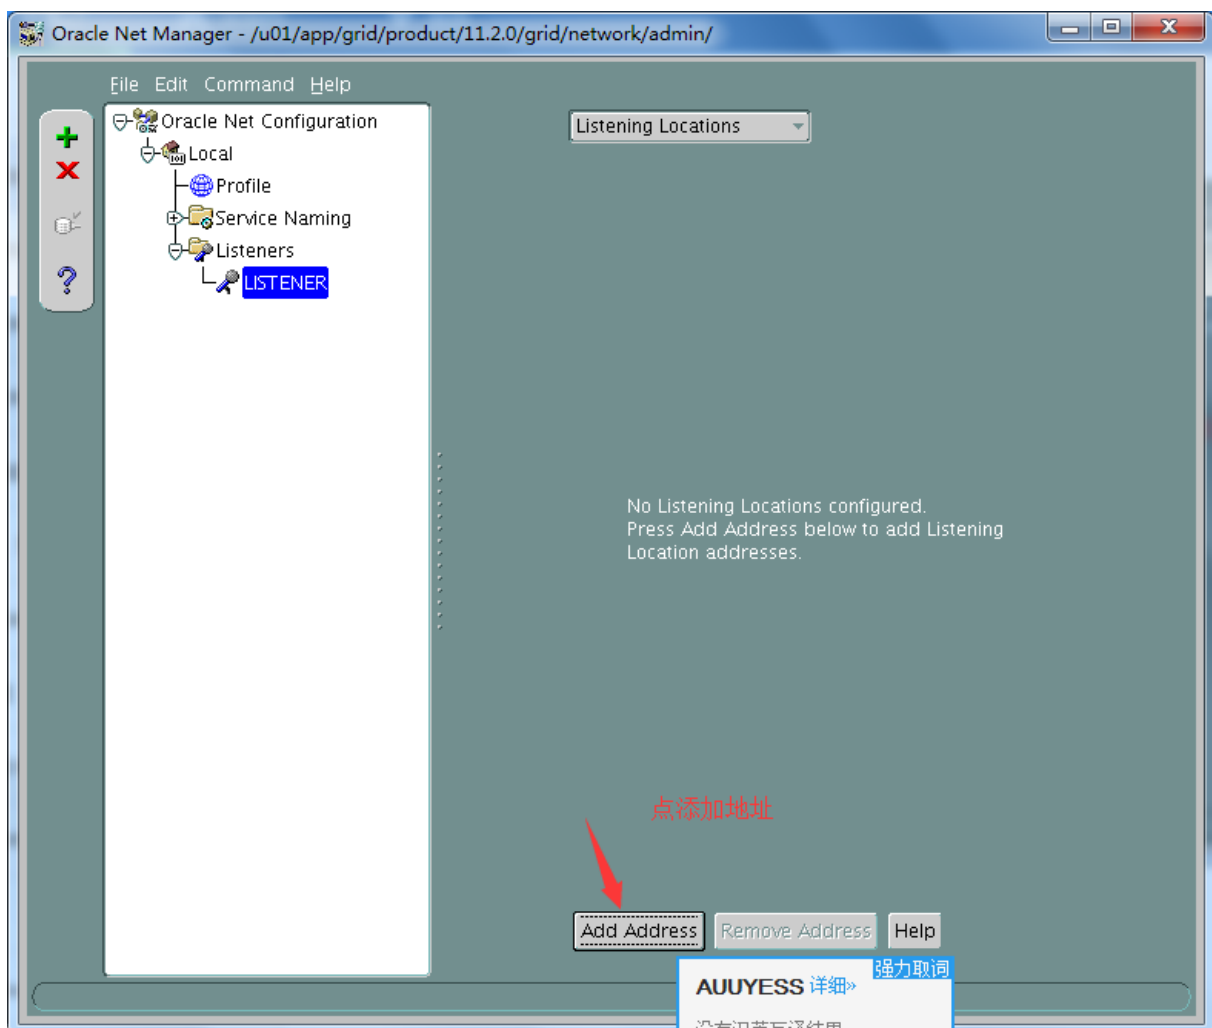 Oracle Net Manager - /u01/app/grid/product/11.2.0/grid/network/admin/
File Edit Command Help
Oracle Net Configuration
Local
Profile
Service Naming
Listeners
LISTENER
Listening Locations
No Listening Locations configured.
Press Add Address below to add Listening
Location addresses.
点添加地址
Add Address Remove Address Help
强力取词
AUUYESS 详细»